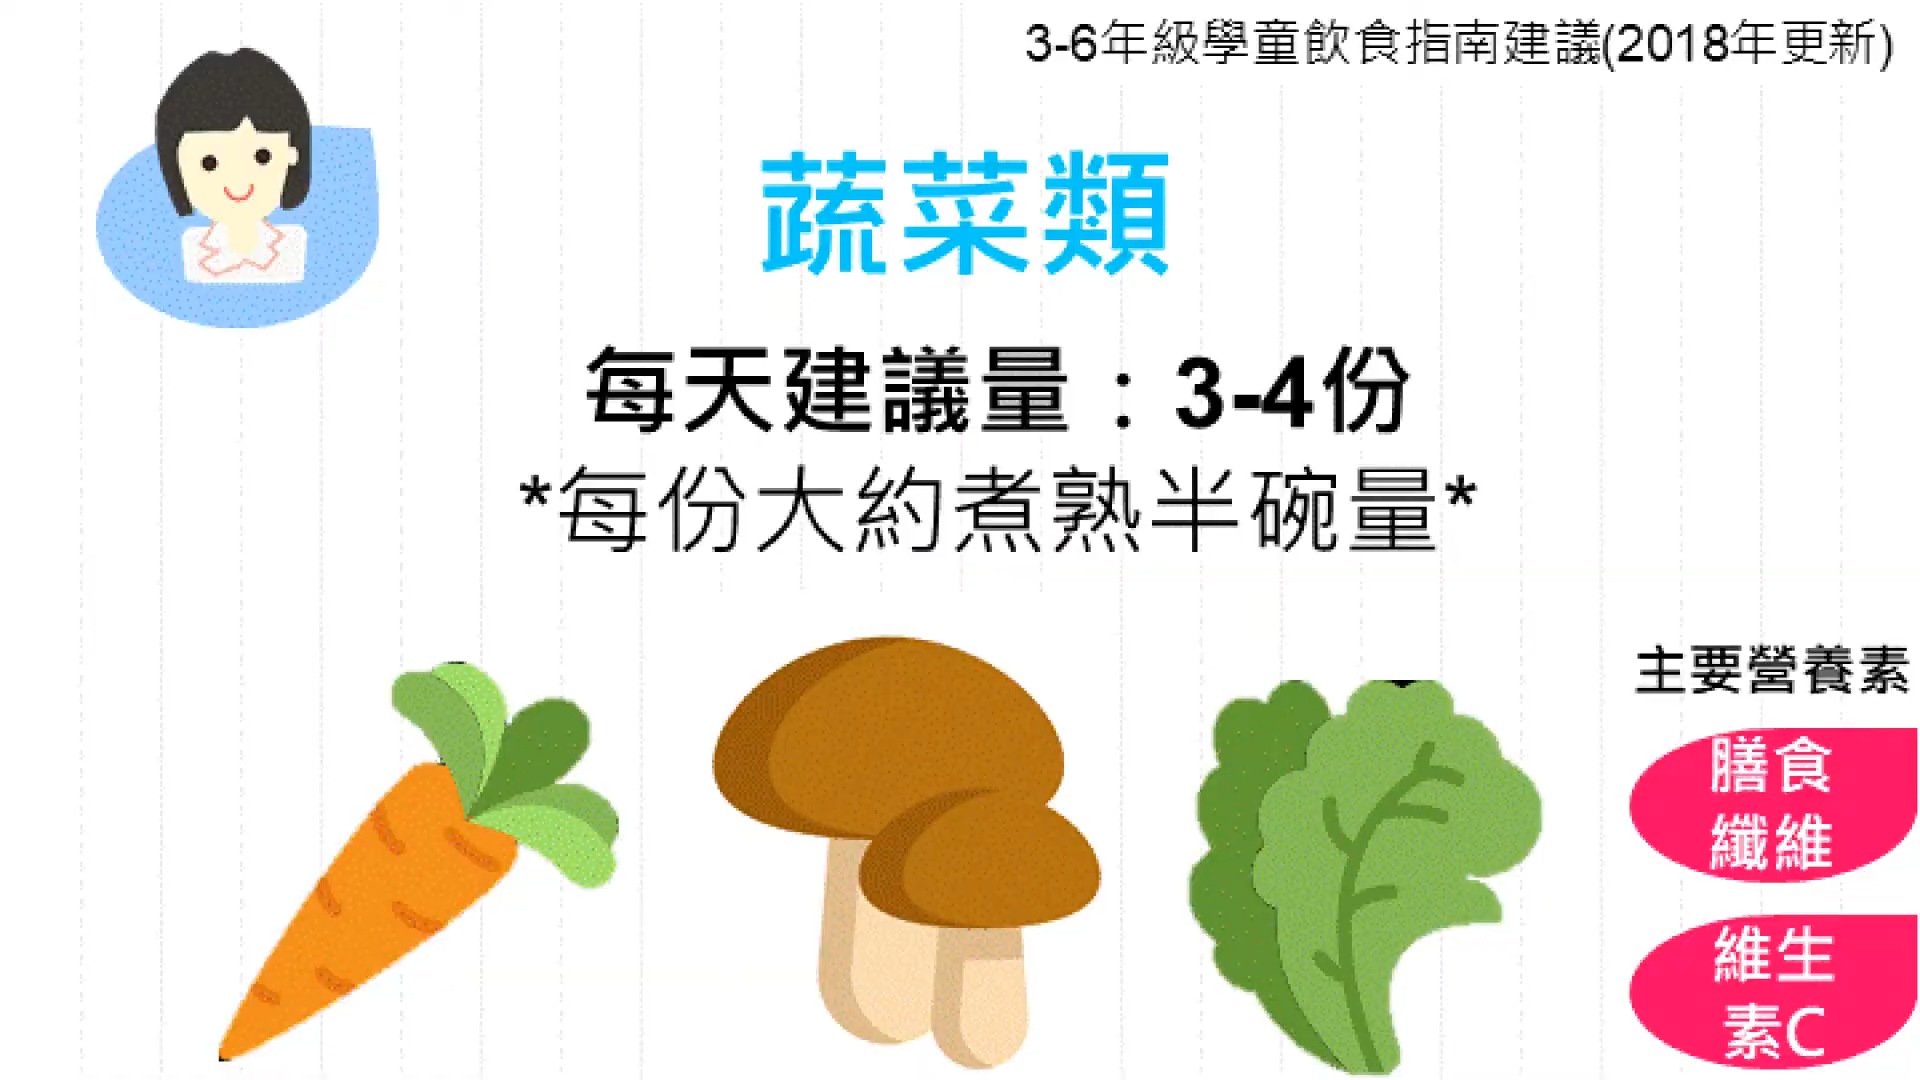 3-6年級學童飲食指南建議(2018年更新)
蔬菜類
每天建議量：3-4份
*每份大約煮熟半碗量*
主要營養素
膳食
纖維
維生
素C